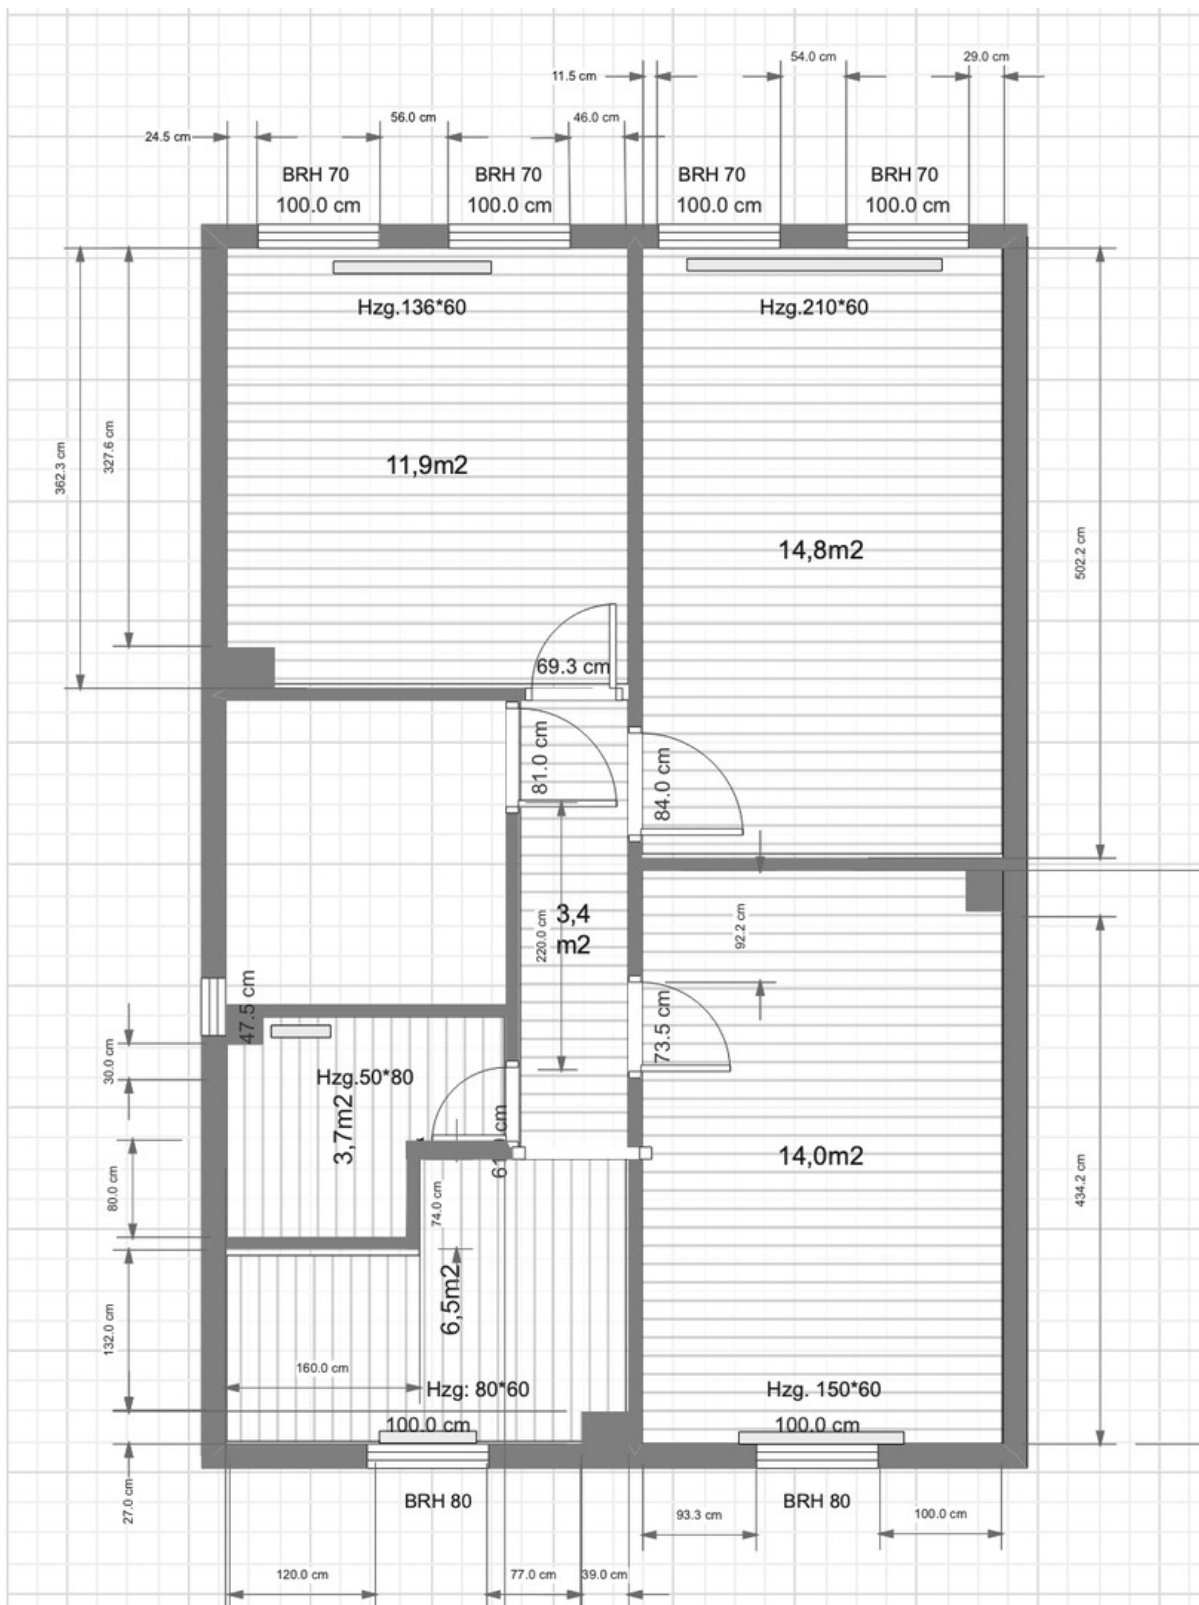 54.0 cm
29.0 cm
11.5 cm
56.0 cm
46.0 cm
24.5 cm
BRH 70
BRH 70
BRH 70
BRH 70
100.0 cm
100.0 cm
100.0 cm
100.0 cm
Hzg.136*60
Hzg.210*60
327.6 cm
362.3 cm
11,9m2
14,8m2
502.2 cm
69.3 cm
81.0 cm
84.0 cm
3,4
m2
220.0 cm
92.2 cm
47.5 cm
73.5 cm
30.0 cm
Hzg.50*80
3,7m2
14,0m2
80.0 cm
74.0 cm
434.2 cm
6,5m2
132.0 cm
160.0 cm
Hzg: 80*60
Hzg. 150*60
100.0 cm
100.0 cm
27.0 cm
BRH 80
BRH 80
93.3 cm
100.0 cm
120.0 cm
77.0 cm
39.0 cm